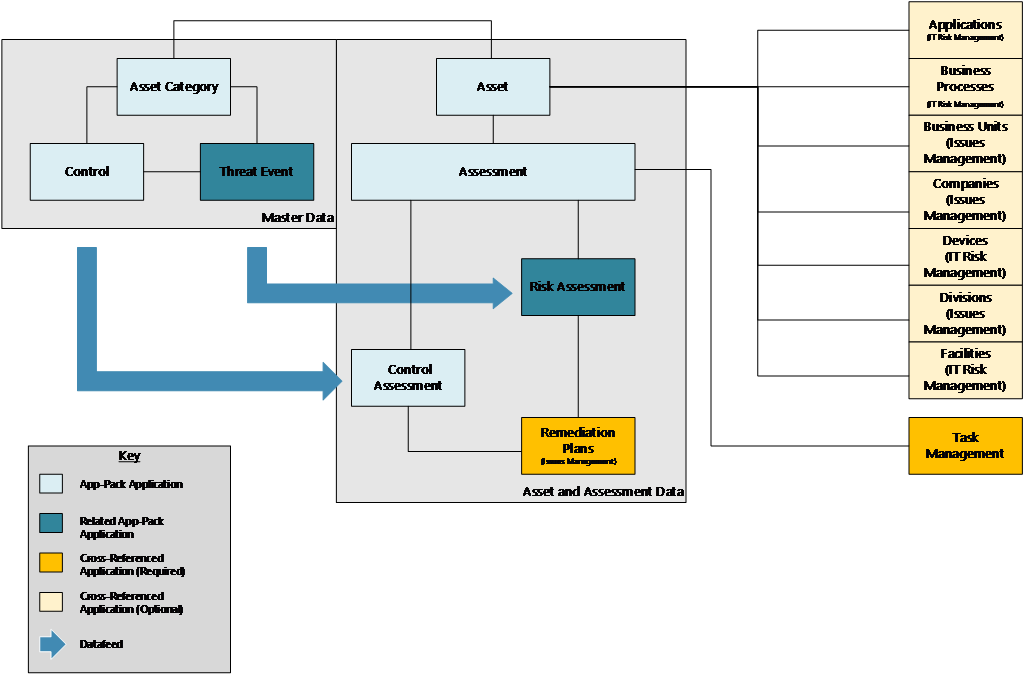 Asset Category
Control
Threat Event
Master Data
Asset
Assessment
Risk Assessment
Control
Assessment
Remediation
Plans
(Issues Management)
Asset and Assessment Data
Applications
(IT Risk Management)
Business
Processes
(IT Risk Management)
Business Units
(Issues
Management)
Companies
(Issues
Management)
Devices
(IT Risk
Management)
Divisions
(Issues
Management)
Facilities
(IT Risk
Management)
Task
Management
Key
App-Pack Application
Related App-Pack
Application
Cross-Referenced
Application (Required)
Cross-Referenced
Application (Optional)
Datafeed